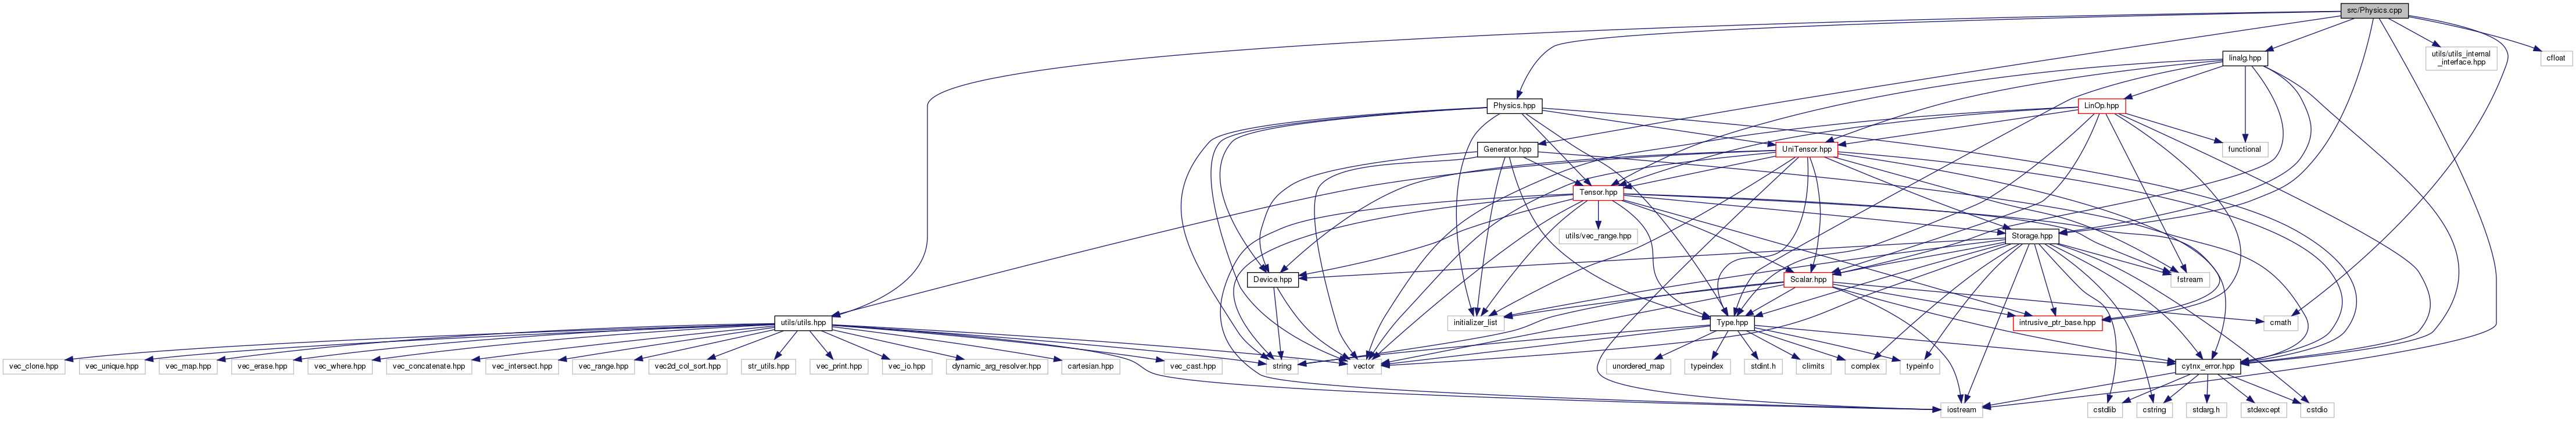 src/Physics.cpp
linalg.hpp
utils/utils_internal
_interface.hpp
cfloat
Physics.hpp
LinOp.hpp
Generator.hpp
UniTensor.hpp
functional
Tensor.hpp
utils/vec_range.hpp
Storage.hpp
Device.hpp
Scalar.hpp
fstream
utils/utils.hpp
initializer_list
Type.hpp
intrusive_ptr_base.hpp
cmath
vec_clone.hpp
vec_unique.hpp
vec_map.hpp
vec_erase.hpp
vec_where.hpp
vec_concatenate.hpp
vec_intersect.hpp
vec_range.hpp
vec2d_col_sort.hpp
str_utils.hpp
vec_print.hpp
vec_io.hpp
dynamic_arg_resolver.hpp
cartesian.hpp
vec_cast.hpp
string
vector
unordered_map
typeindex
stdint.h
climits
complex
typeinfo
cytnx_error.hpp
iostream
cstdlib
cstring
stdarg.h
stdexcept
cstdio